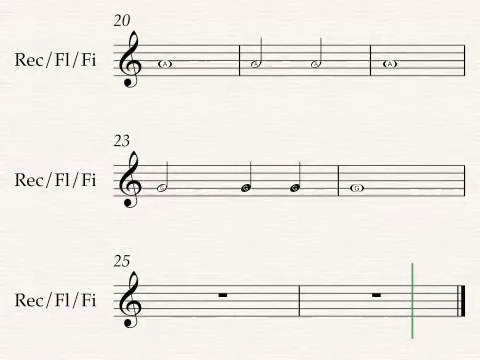 20
Rec/Fl/Fi
A A A A
23
Rec/Fl/Fi
G G G G
25
Rec/Fl/Fi